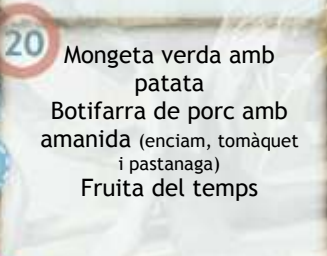 20
Mongeta verda amb
patata
Botifarra de porc amb
amanida (enciam, tomàquet
i pastanaga)
Fruita del temps